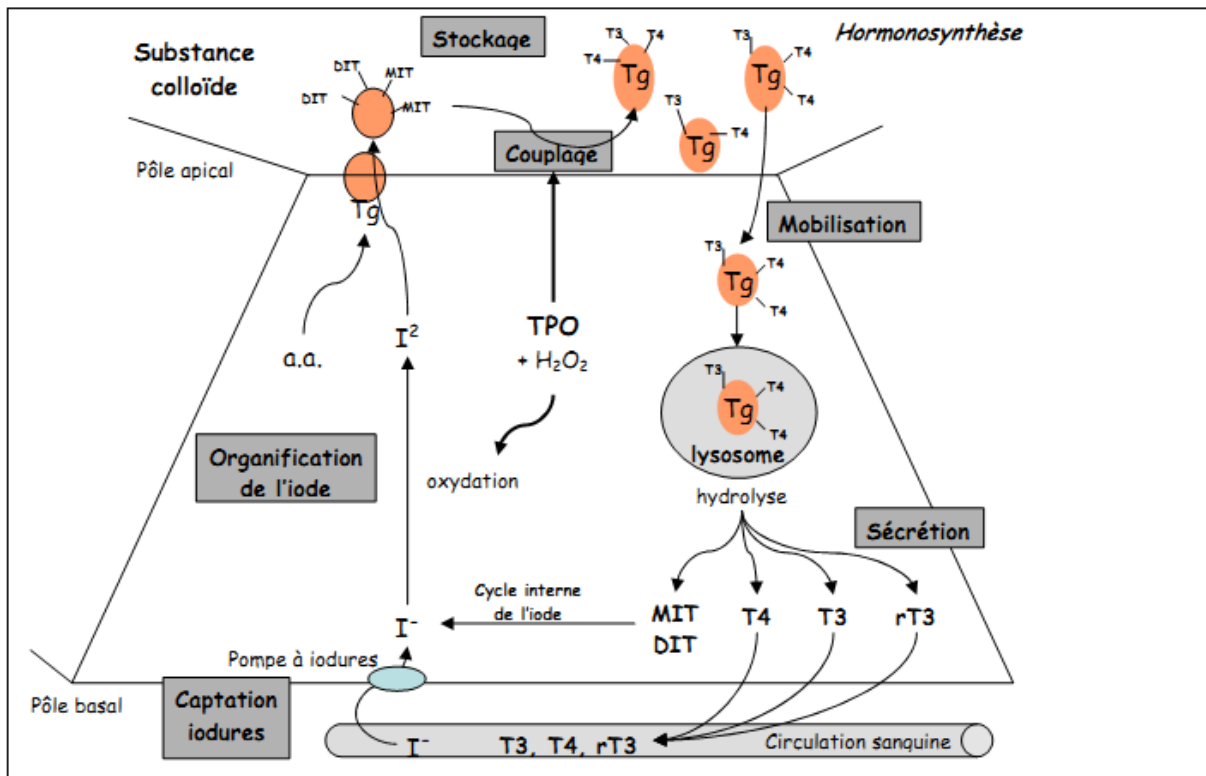 Hormonosynthèse
Substance
colloïde
Stockage
DIT
MIT
DIT
MIT
T3
T4
T4
Tg
T3
T4
Tg
T4
T3
T4
Tg
Couplage
Pôle apical
Tg
Mobilisation
T3
T4
Tg
T4
a.a.
I²
TPO
+ H₂O₂
T3
T4
Tg
T4
lysosome
Organification
de l'iode
oxydation
hydrolyse
Sécrétion
Cycle interne
de l'iode
I⁻
MIT
DIT
T4
T3
rT3
Pompe à iodures
Pôle basal
Captation
iodures
I⁻
T3, T4, rT3
Circulation sanguine